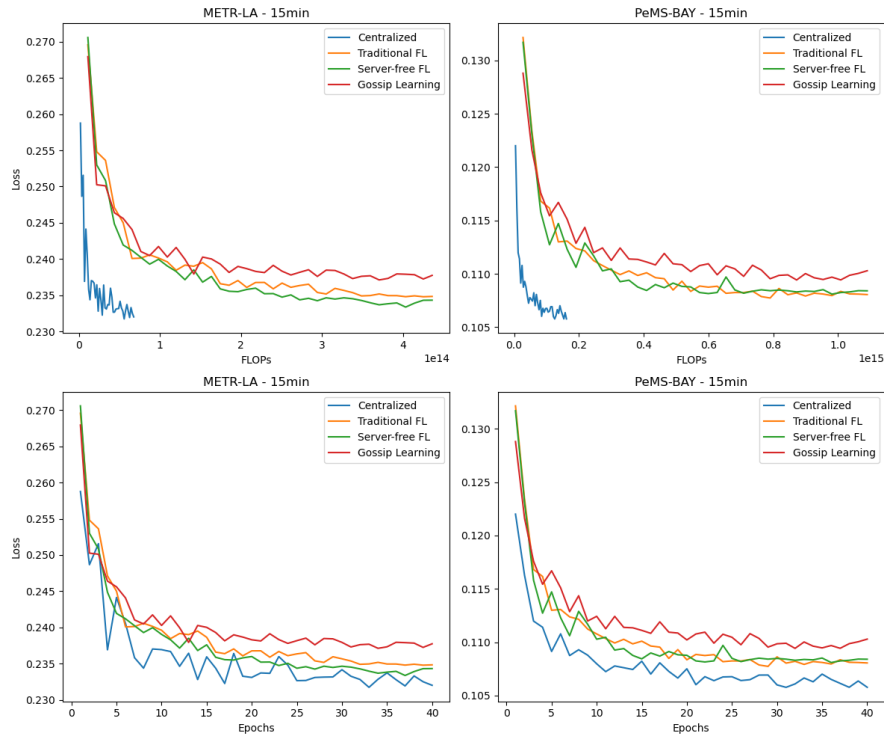 METR-LA - 15min
0.270
0.265
0.260
0.255
0.250
0.245
0.240
0.235
0.230
Loss
Centralized
Traditional FL
Server-free FL
Gossip Learning
0
1
2
3
4
1e14
FLOPs
PeMS-BAY - 15min
0.130
0.125
0.120
0.115
0.110
0.105
Centralized
Traditional FL
Server-free FL
Gossip Learning
0.0
0.2
0.4
0.6
0.8
1.0
1e15
FLOPs
METR-LA - 15min
0.270
0.265
0.260
0.255
0.250
0.245
0.240
0.235
0.230
Loss
Centralized
Traditional FL
Server-free FL
Gossip Learning
0
5
10
15
20
25
30
35
40
Epochs
PeMS-BAY - 15min
0.130
0.125
0.120
0.115
0.110
0.105
Centralized
Traditional FL
Server-free FL
Gossip Learning
0
5
10
15
20
25
30
35
40
Epochs